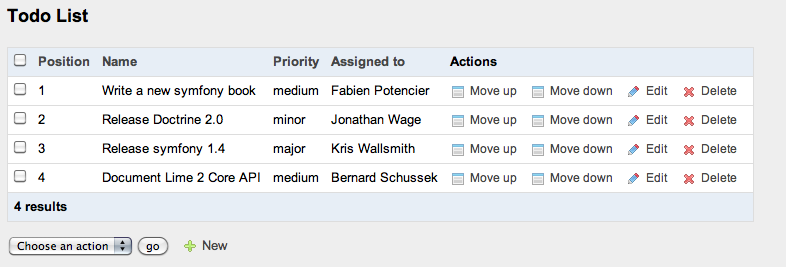 Todo List
Position Name Priority Assigned to Actions
1 Write a new symfony book medium Fabien Potencier Move up Move down Edit Delete
2 Release Doctrine 2.0 minor Jonathan Wage Move up Move down Edit Delete
3 Release symfony 1.4 major Kris Wallsmith Move up Move down Edit Delete
4 Document Lime 2 Core API medium Bernard Schussek Move up Move down Edit Delete
4 results
Choose an action go New